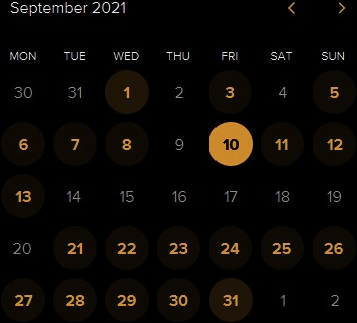 September 2021 < >
MON TUE WED THU FRI SAT SUN
30 31 1 2 3 4 5
6 7 8 9 10 11 12
13 14 15 16 17 18 19
20 21 22 23 24 25 26
27 28 29 30 31 1 2